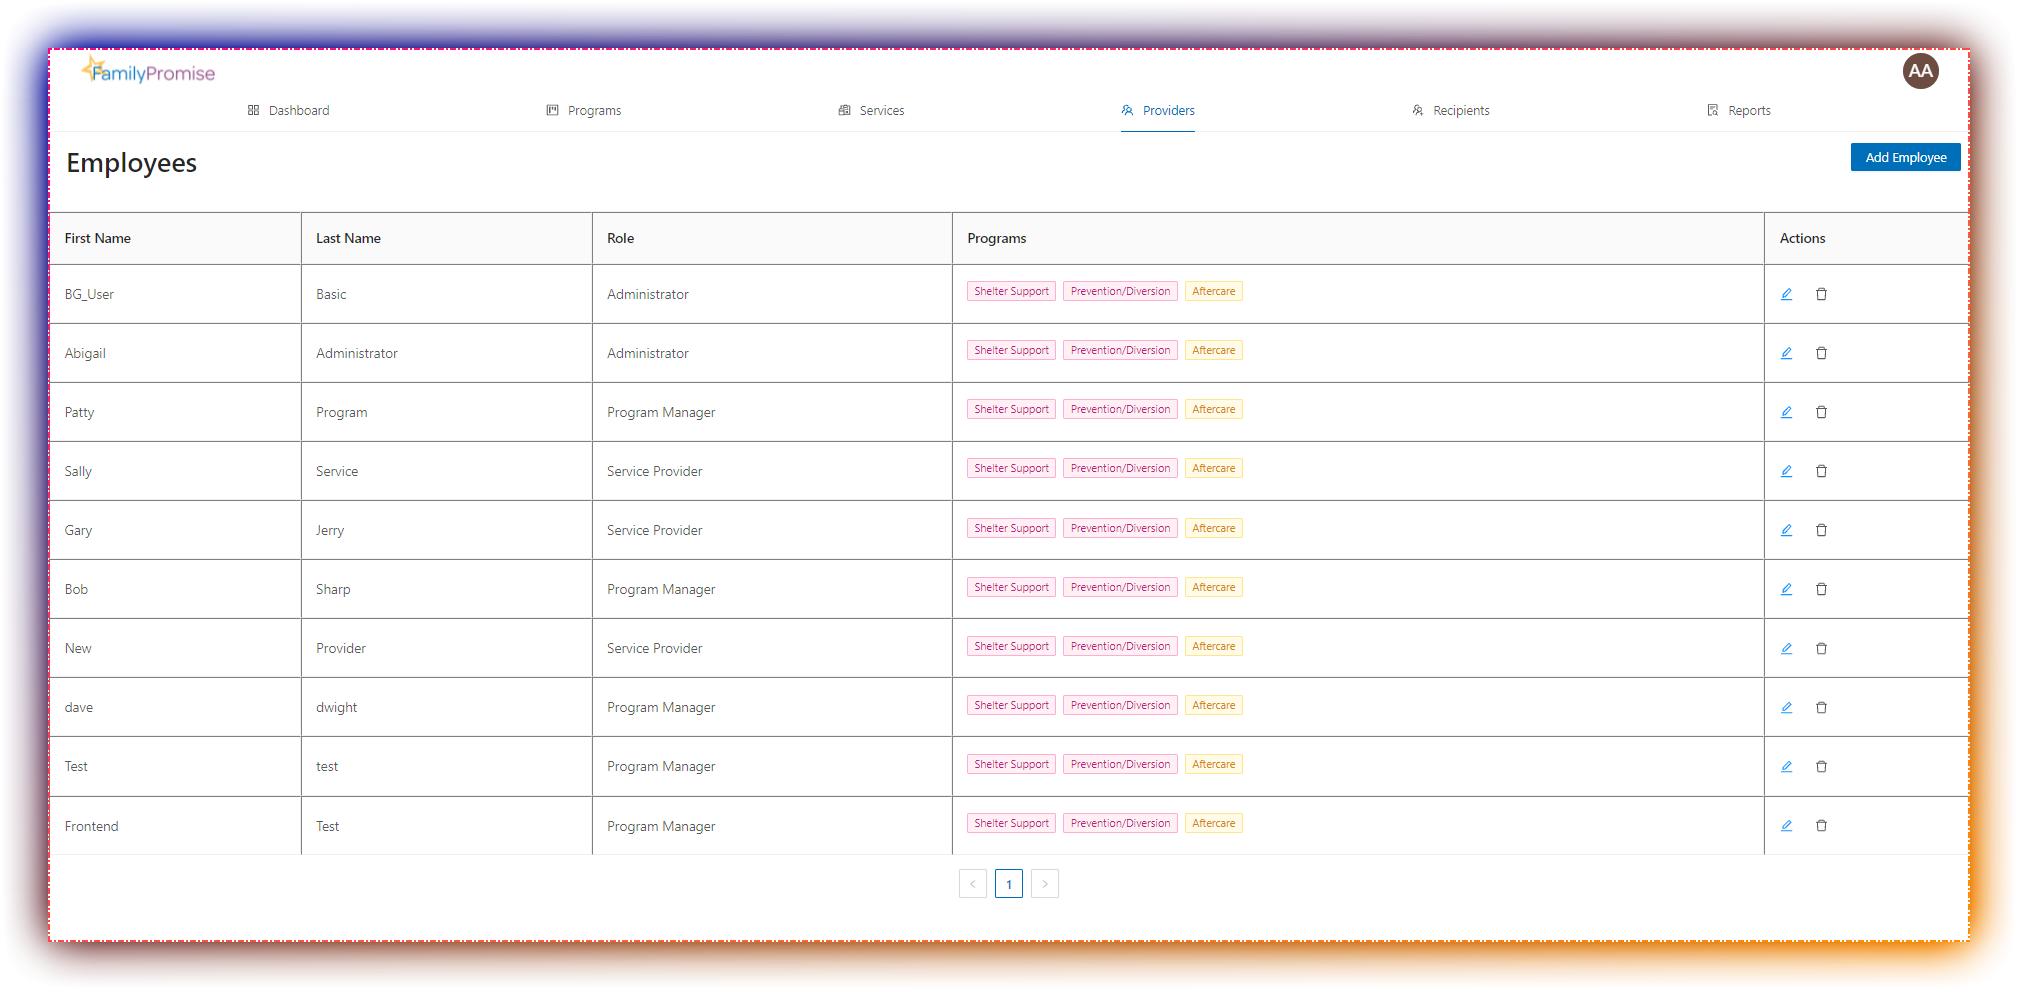 FamilyPromise
AA
Dashboard Programs Services Providers Recipients Reports
Employees
Add Employee
First Name Last Name Role Programs Actions
BG_User Basic Administrator Shelter Support Prevention/Diversion Aftercare
Abigail Administrator Administrator Shelter Support Prevention/Diversion Aftercare
Patty Program Program Manager Shelter Support Prevention/Diversion Aftercare
Sally Service Service Provider Shelter Support Prevention/Diversion Aftercare
Gary Jerry Service Provider Shelter Support Prevention/Diversion Aftercare
Bob Sharp Program Manager Shelter Support Prevention/Diversion Aftercare
New Provider Service Provider Shelter Support Prevention/Diversion Aftercare
dave dwight Program Manager Shelter Support Prevention/Diversion Aftercare
Test test Program Manager Shelter Support Prevention/Diversion Aftercare
Frontend Test Program Manager Shelter Support Prevention/Diversion Aftercare
< 1 >